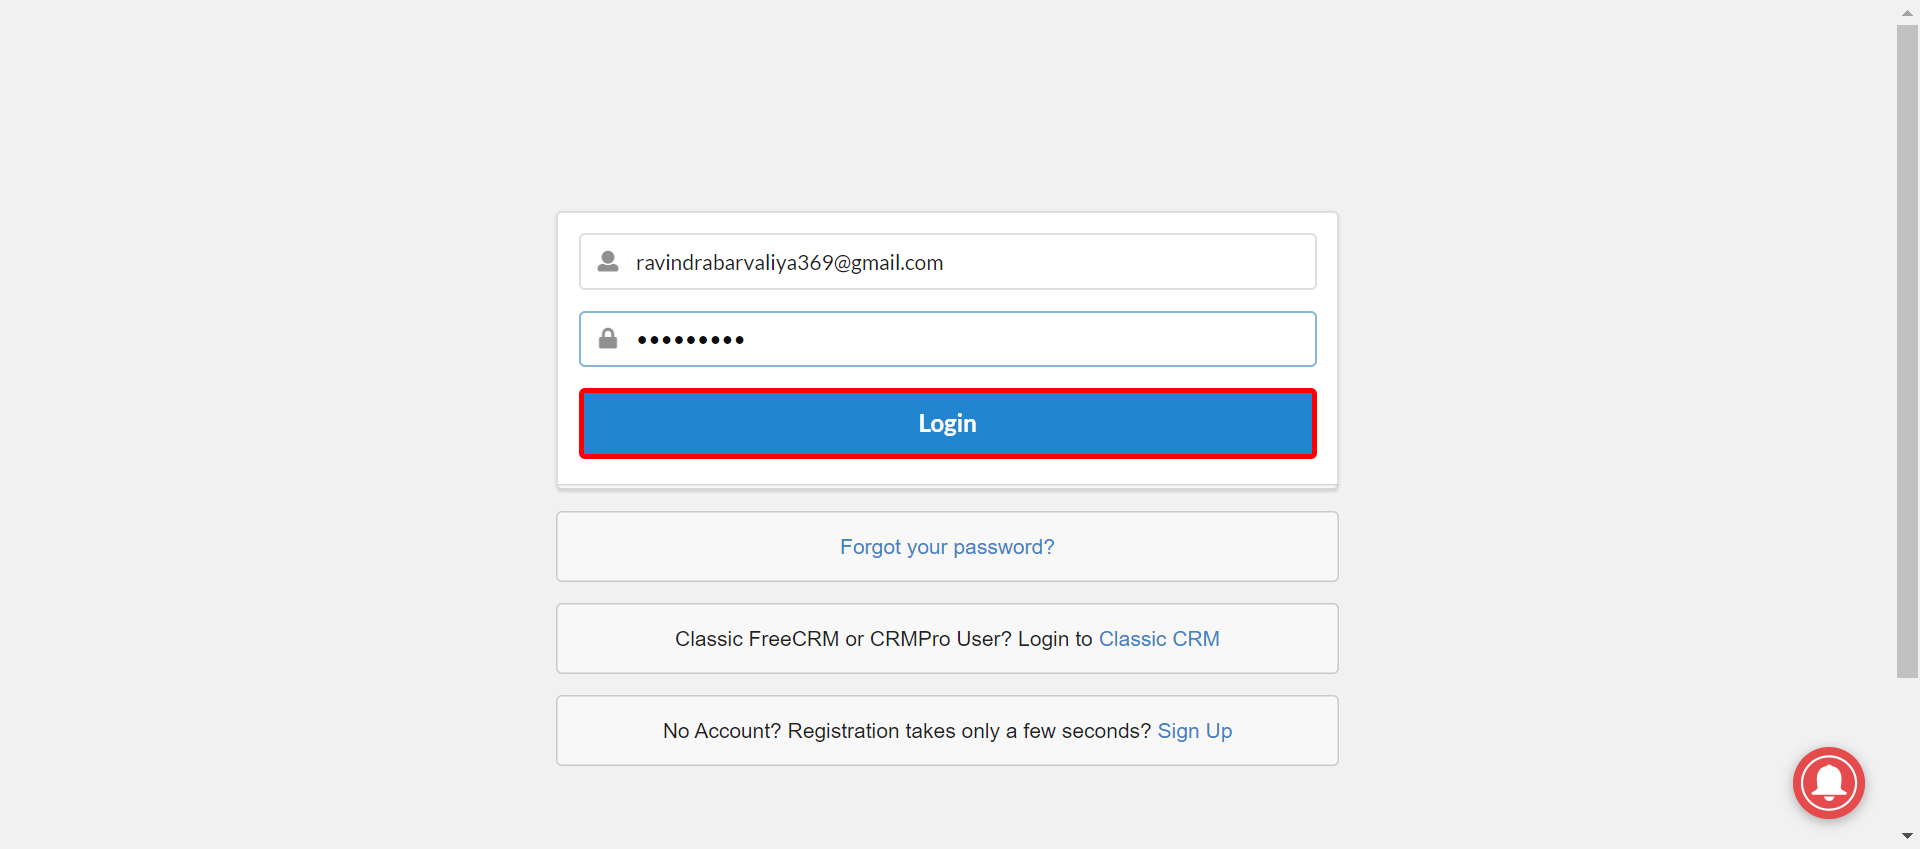 ravindrabarvaliya369@gmail.com
•••••••••
Login
Forgot your password?
Classic FreeCRM or CRMPro User? Login to Classic CRM
No Account? Registration takes only a few seconds? Sign Up